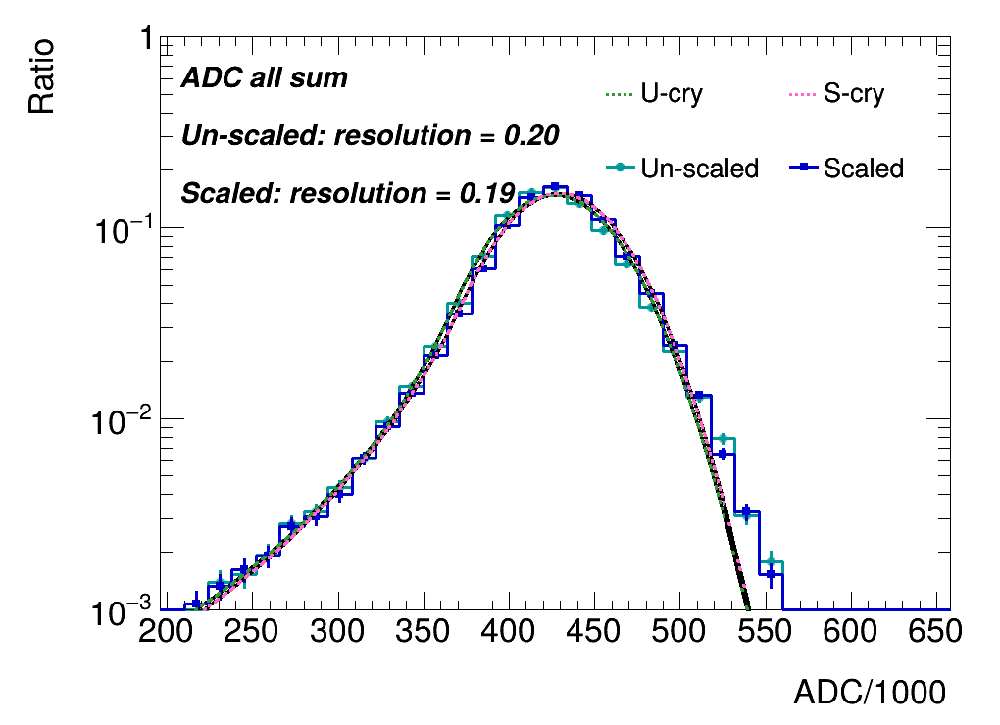 Ratio
1
ADC all sum
U-cry
S-cry
Un-scaled: resolution = 0.20
Un-scaled
Scaled
Scaled: resolution = 0.19
10⁻¹
10⁻²
10⁻³
200 250 300 350 400 450 500 550 600 650
ADC/1000